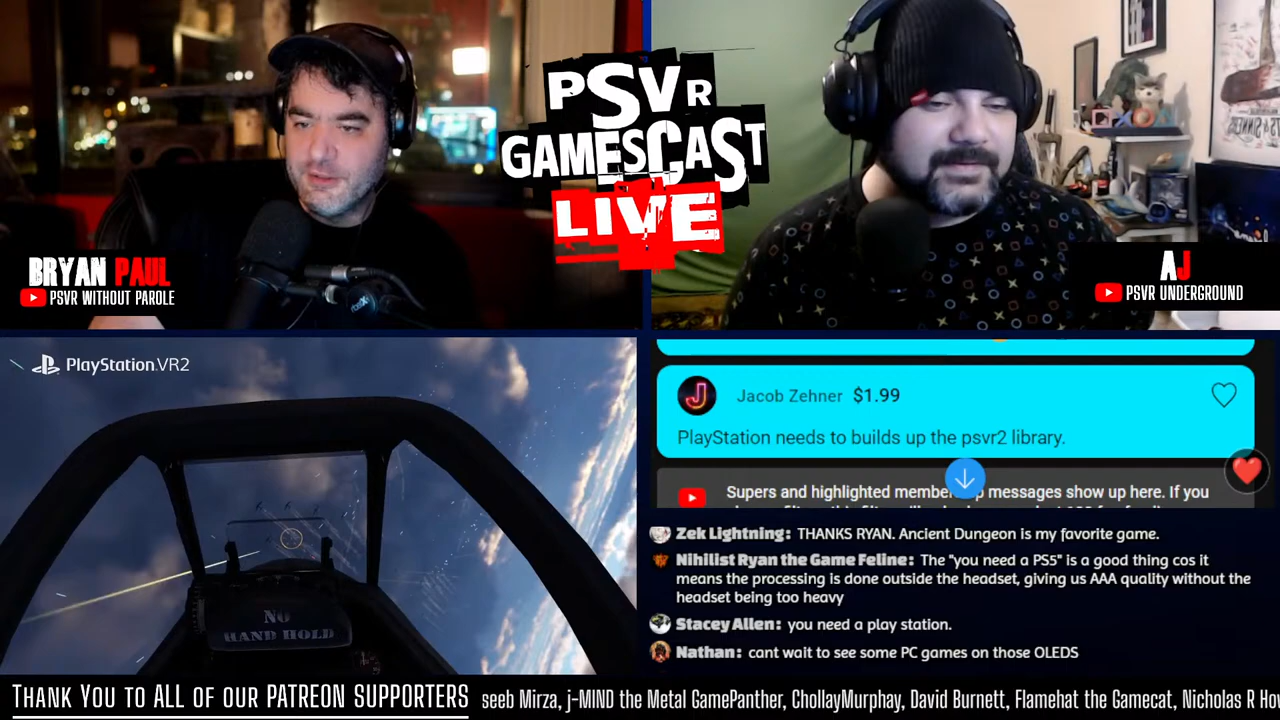 PSVR
GAMESCAST
LIVE
BRYAN PAUL
PSVR WITHOUT PAROLE
AJ
PSVR UNDERGROUND
PlayStation.VR2
NO
HAND HOLD
Jacob Zehner $1.99
PlayStation needs to builds up the psvr2 library.
Supers and highlighted membership messages show up here. If you
Zek Lightning: THANKS RYAN. Ancient Dungeon is my favorite game.
Nihilist Ryan the Game Feline: The "you need a PS5" is a good thing cos it
means the processing is done outside the headset, giving us AAA quality without the
headset being too heavy
Stacey Allen: you need a play station.
Nathan: cant wait to see some PC games on those OLEDS
THANK YOU TO ALL OF OUR PATREON SUPPORTERS seeb Mirza, j-MIND the Metal GamePanther, ChollayMurphay, David Burnett, Flamehat the Gamecat, Nicholas R Ho